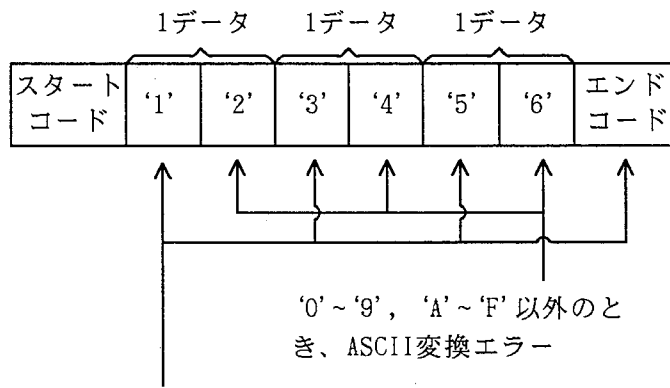 1データ 1データ 1データ
スタート
コード
‘1’ ‘2’ ‘3’ ‘4’ ‘5’ ‘6’
エンド
コード
‘0’～‘9’, ‘A’～‘F’以外のと
き、ASCII変換エラー